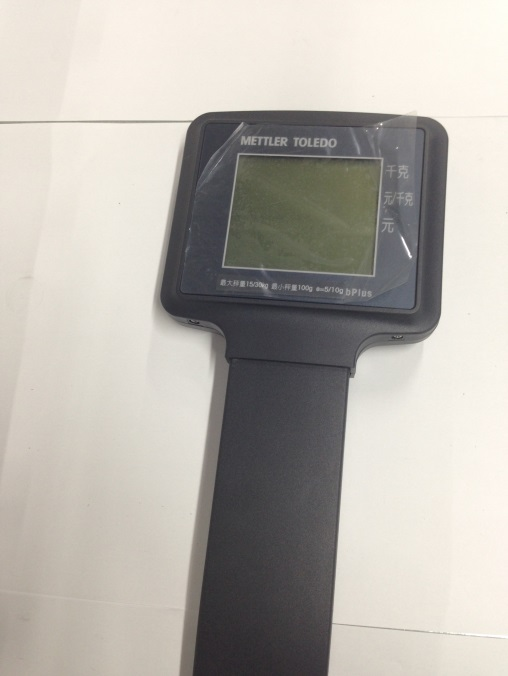 METTLER TOLEDO
千克
元/千克
元
最大秤量15/30kg 最小秤量100g e=5/10g bPlus